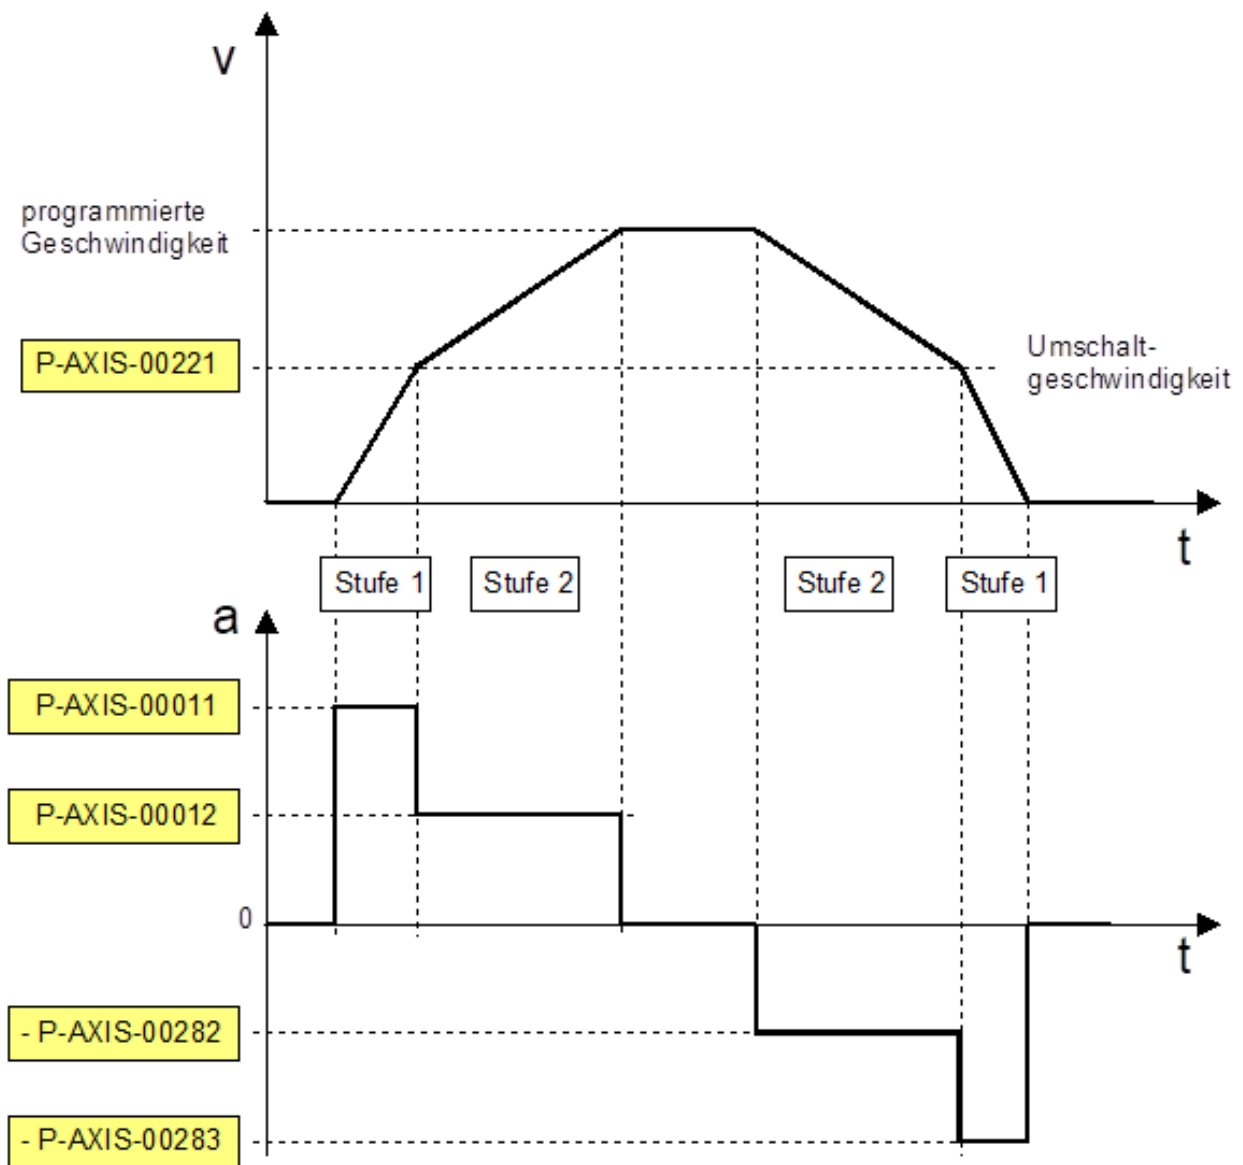 v
programmierte
Geschwindigkeit
P-AXIS-00221
Umschalt-
geschwindigkeit
t
Stufe 1
Stufe 2
Stufe 2
Stufe 1
a
P-AXIS-00011
P-AXIS-00012
0
t
- P-AXIS-00282
- P-AXIS-00283